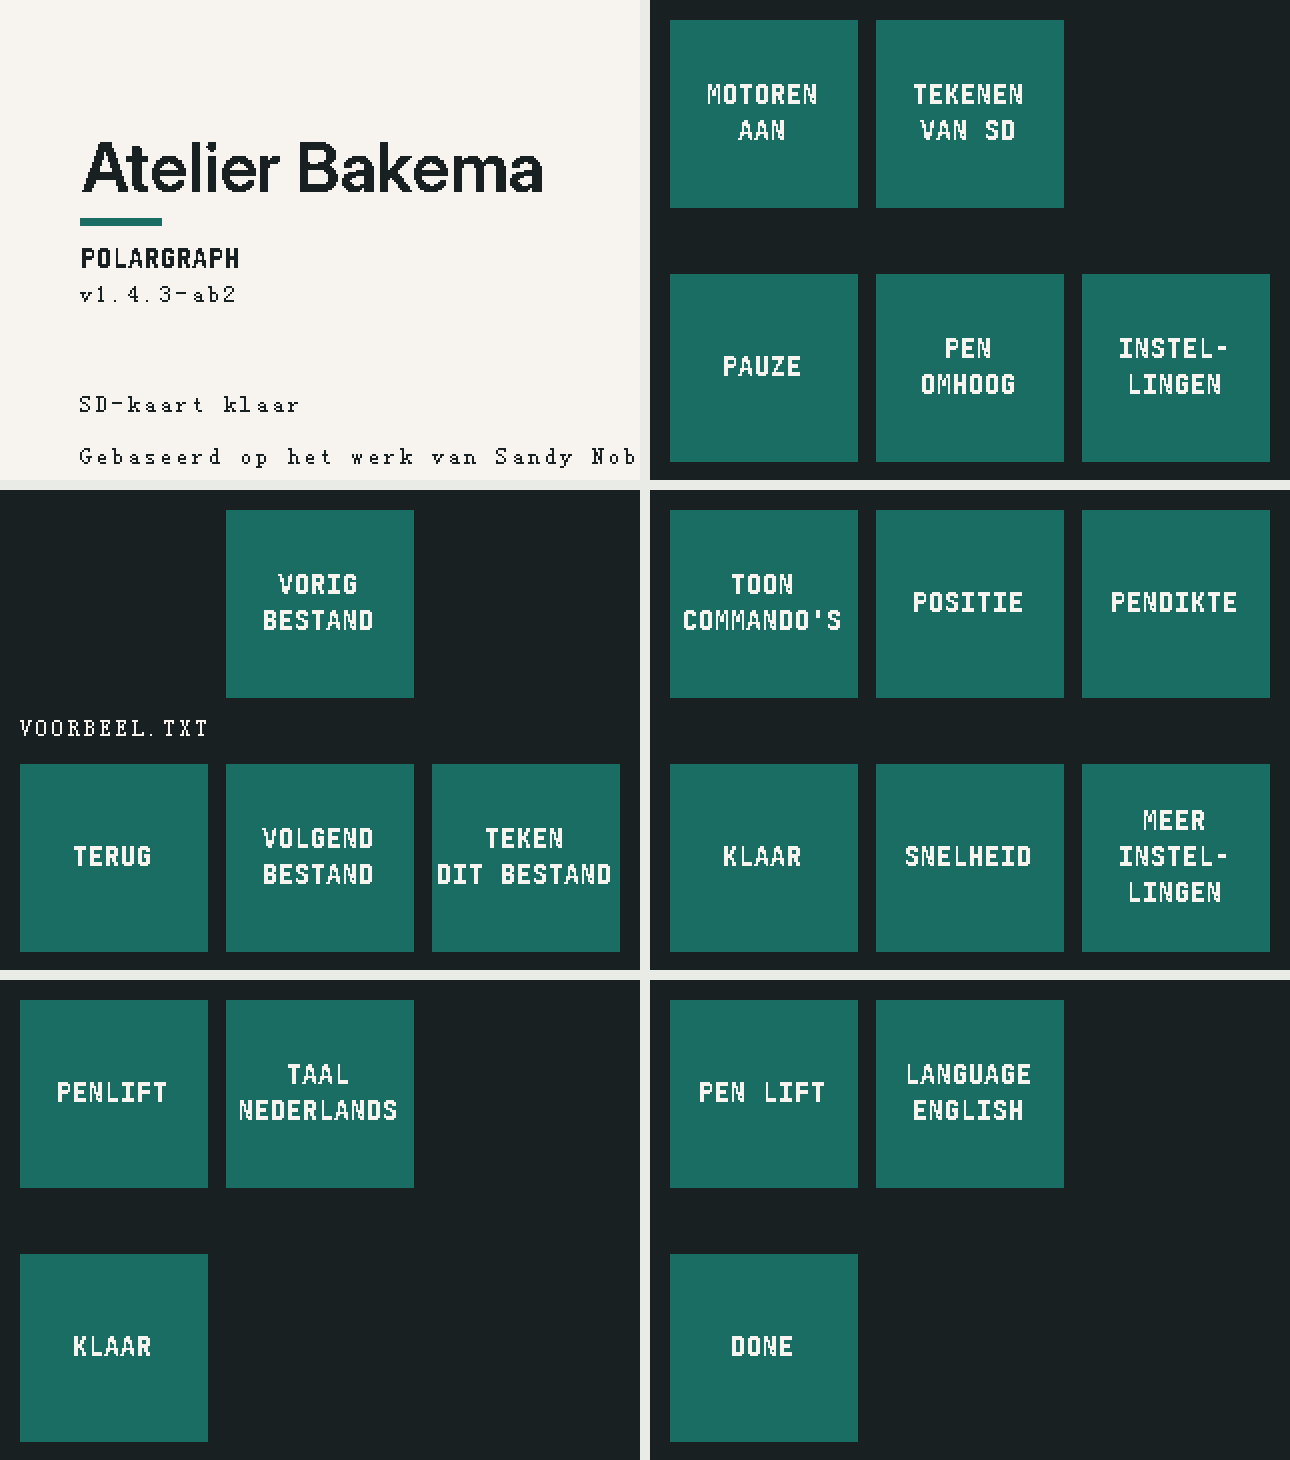 Atelier Bakema
POLARGRAPH
v1.4.3-ab2
SD-kaart klaar
Gebaseerd op het werk van Sandy Nob
MOTOREN
AAN
TEKENEN
VAN SD
PAUZE
PEN
OMHOOG
INSTEL-
LINGEN
VORIG
BESTAND
VOORBEEL.TXT
TERUG
VOLGEND
BESTAND
TEKEN
DIT BESTAND
TOON
COMMANDO'S
POSITIE
PENDIKTE
KLAAR
SNELHEID
MEER
INSTEL-
LINGEN
PENLIFT
TAAL
NEDERLANDS
KLAAR
PEN LIFT
LANGUAGE
ENGLISH
DONE